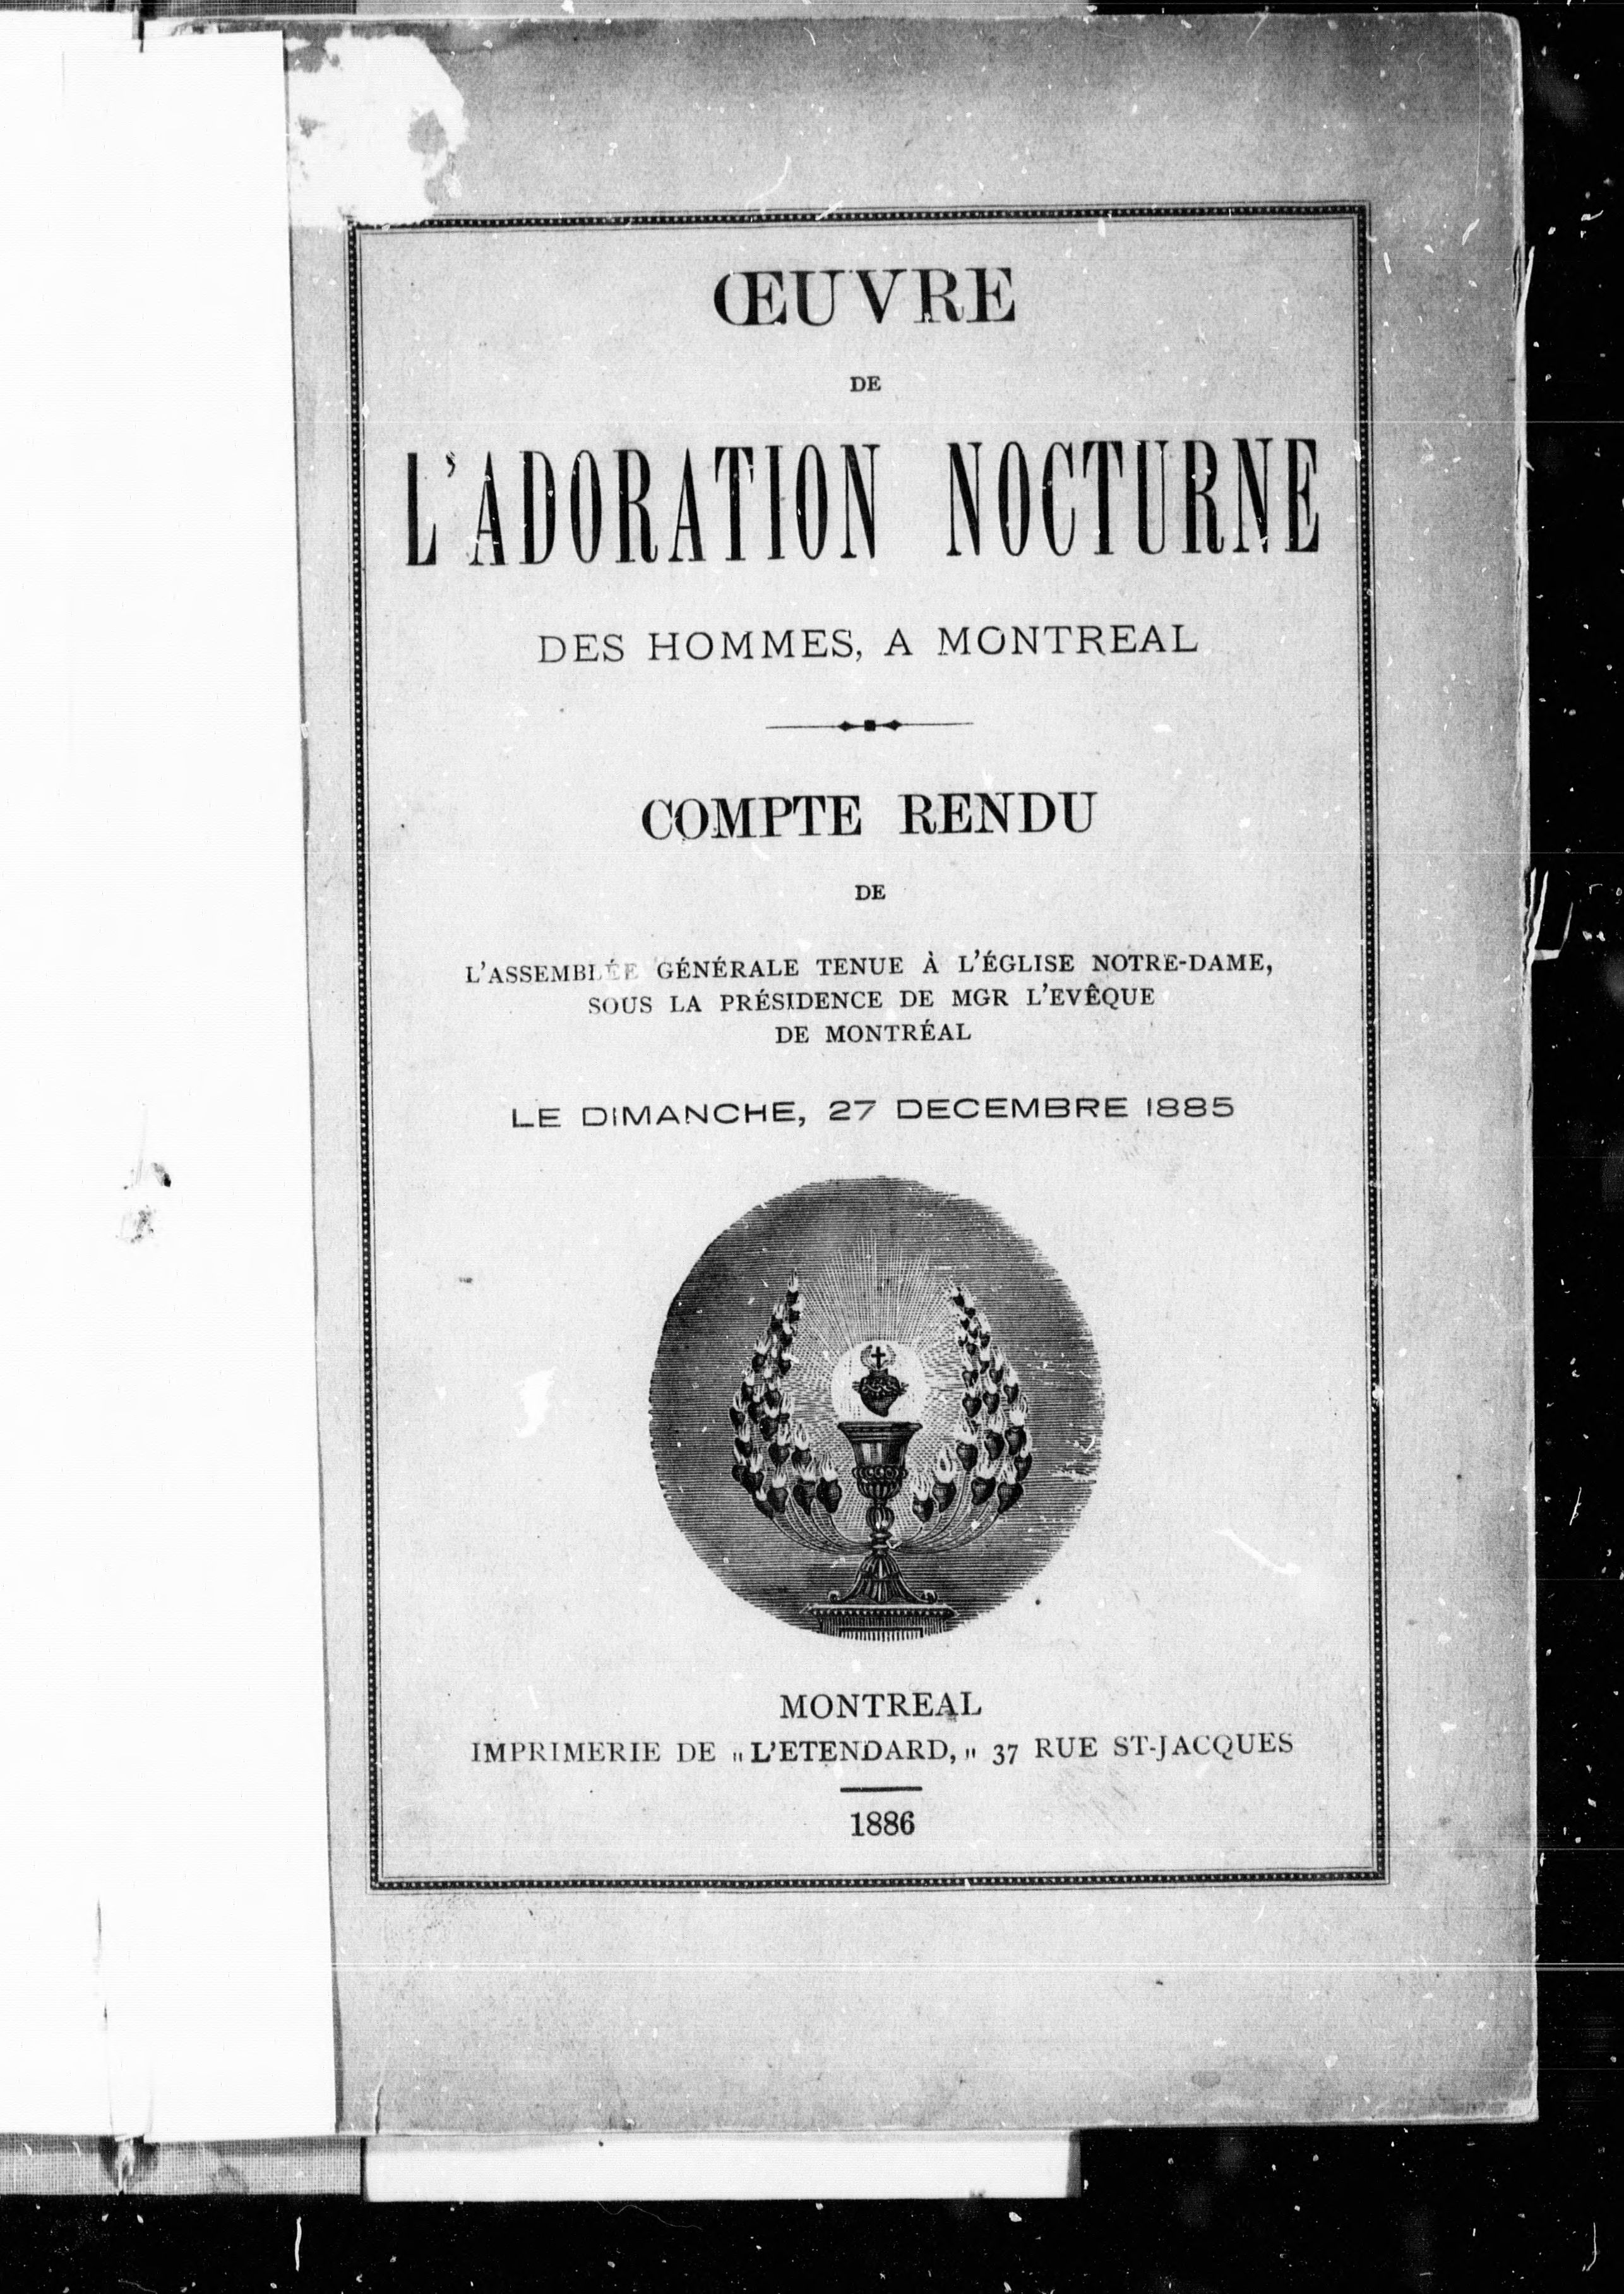 ŒUVRE
DE
L'ADORATION NOCTURNE
DES HOMMES, A MONTREAL
COMPTE RENDU
DE
L'ASSEMBLÉE GÉNÉRALE TENUE À L'ÉGLISE NOTRE-DAME,
SOUS LA PRÉSIDENCE DE MGR L'EVÊQUE
DE MONTRÉAL
LE DIMANCHE, 27 DECEMBRE 1885
MONTREAL
IMPRIMERIE DE "L'ETENDARD," 37 RUE ST-JACQUES
1886